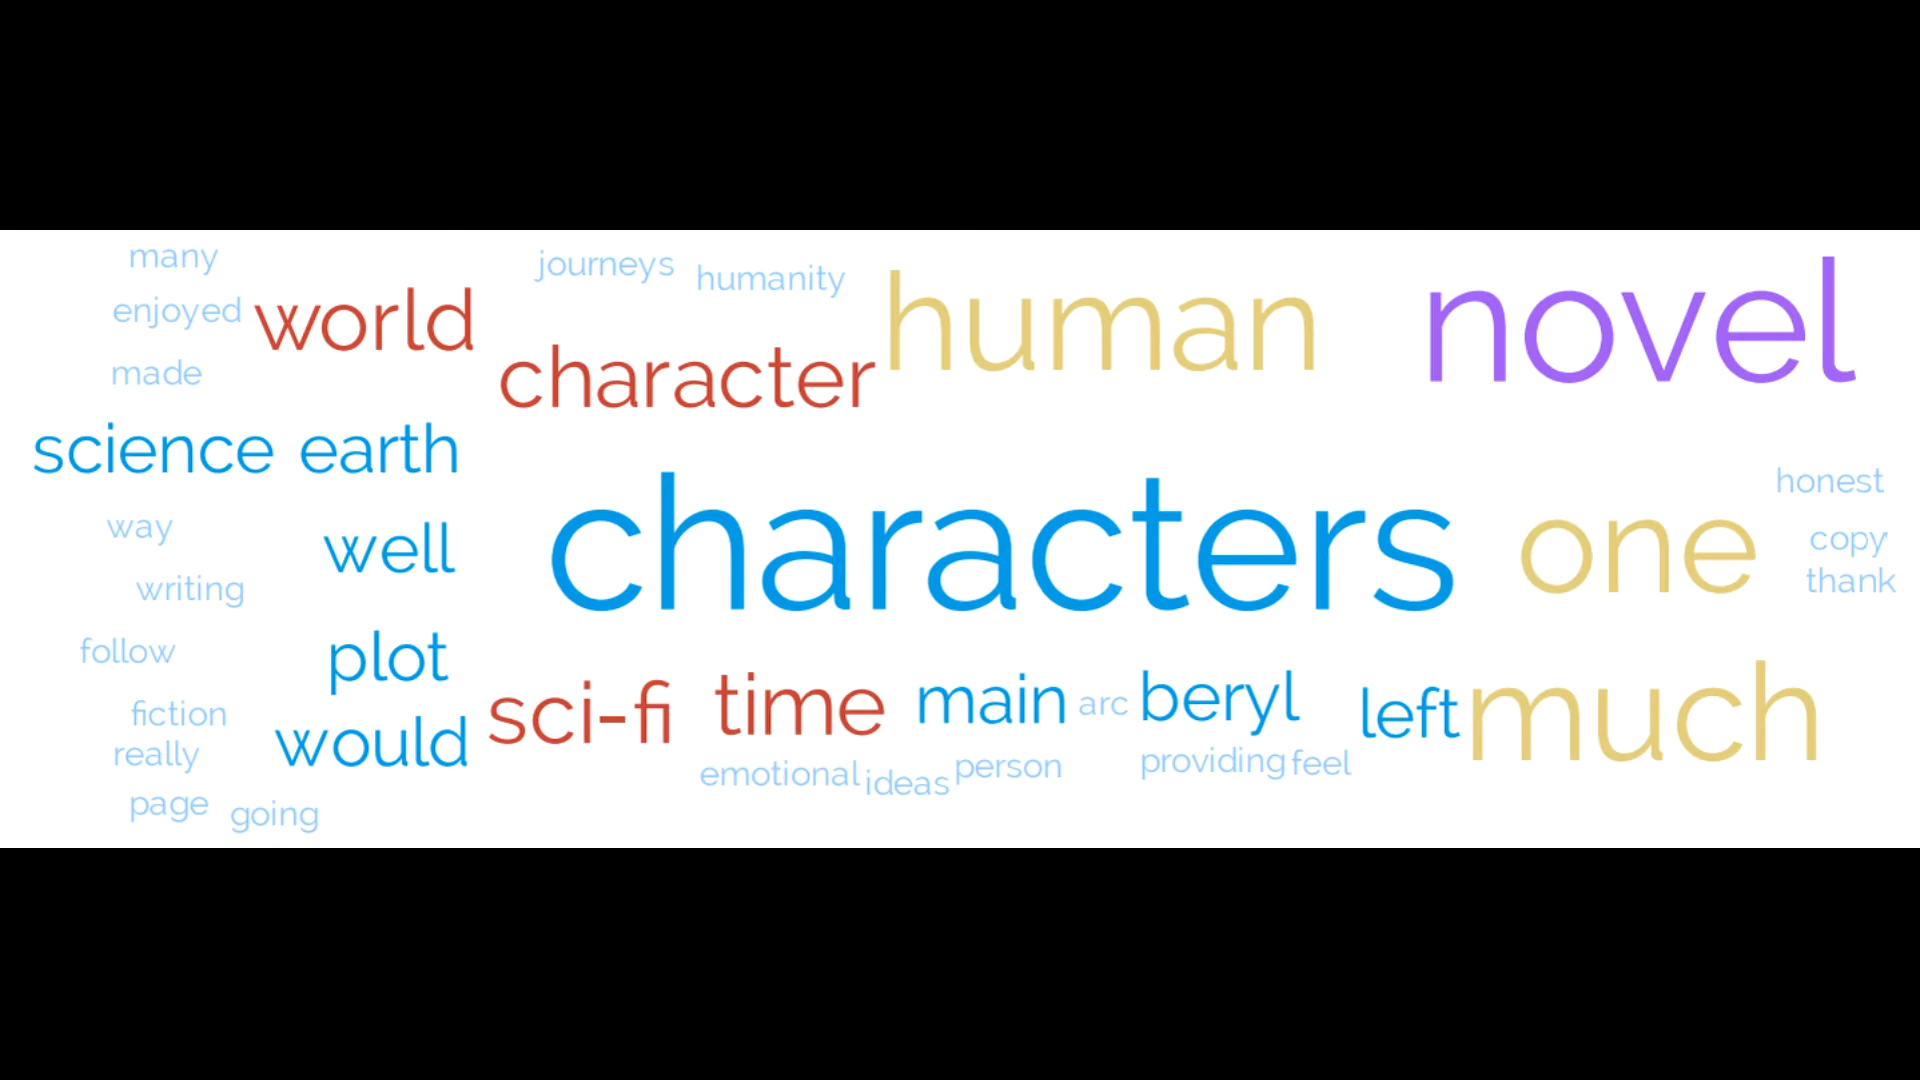 many
journeys
humanity
human
novel
enjoyed
world
character
made
science
earth
characters
honest
one
copy
thank
way
well
writing
follow
plot
sci-fi
time
main
arc
beryl
left
much
fiction
would
really
emotional
ideas
person
providing
feel
page
going